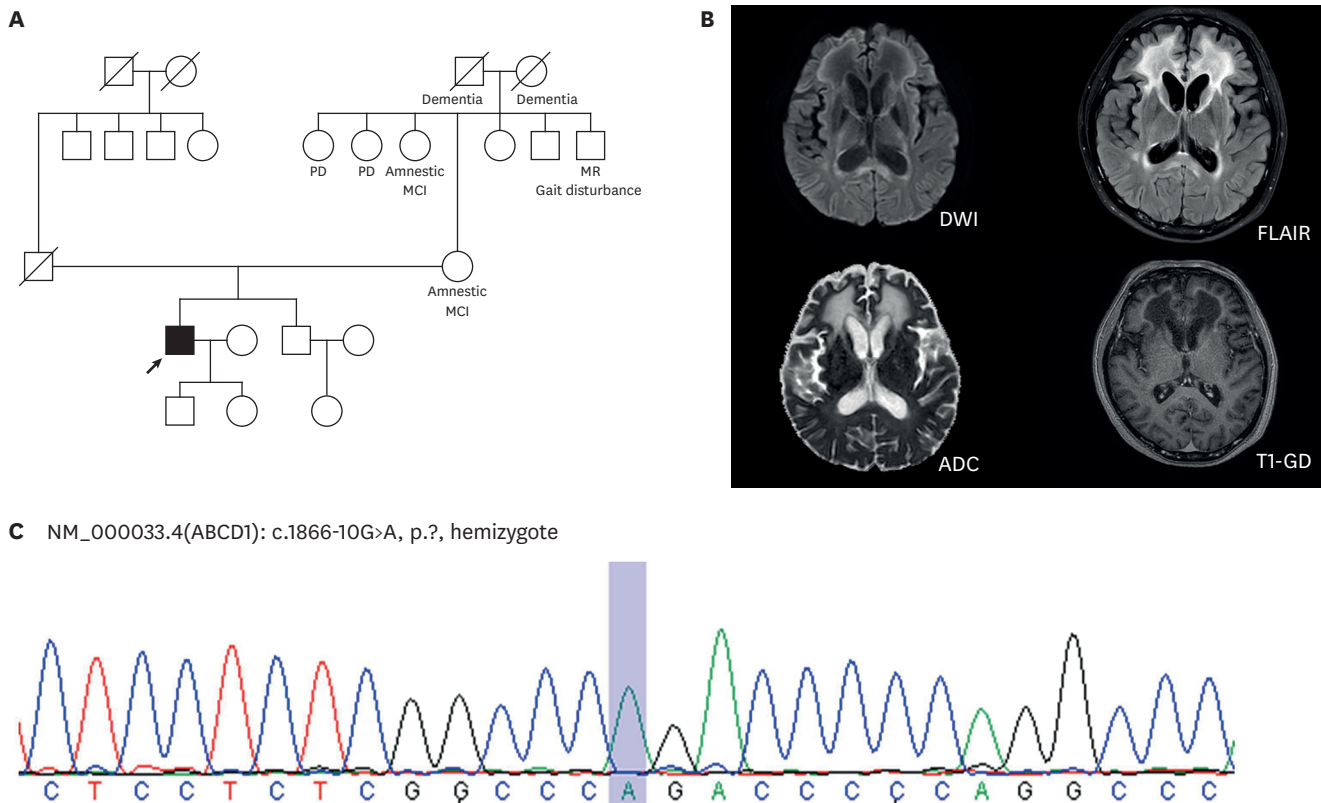 A
B
Dementia
Dementia
PD
PD
Amnestic
MCI
MR
Gait disturbance
Amnestic
MCI
DWI
FLAIR
ADC
T1-GD
C NM_000033.4(ABCD1): c.1866-10G>A, p.?, hemizygote
C T C C T C T C G G C C C A G A C C C C C A G G C C C